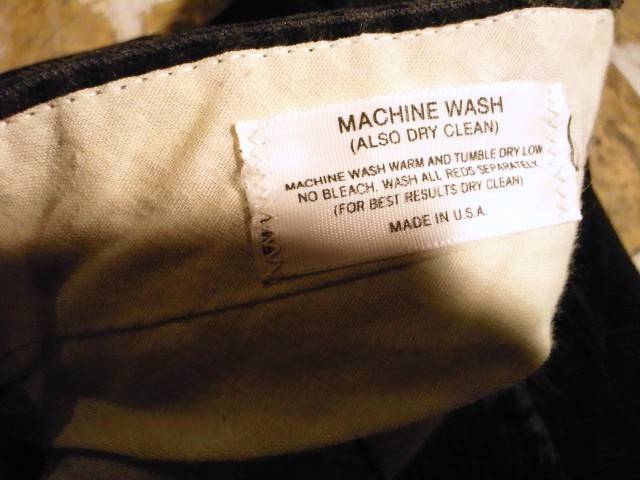 MACHINE WASH
(ALSO DRY CLEAN)
MACHINE WASH WARM AND TUMBLE DRY LOW
NO BLEACH. WASH ALL REDS SEPARATELY.
(FOR BEST RESULTS DRY CLEAN)
MADE IN U.S.A.